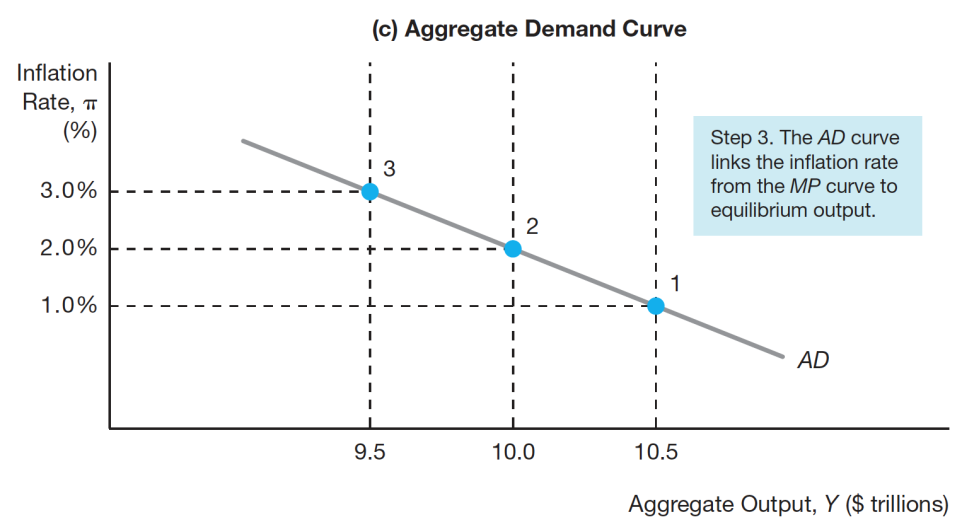 (c) Aggregate Demand Curve
Inflation
Rate, π
(%)
3.0%
2.0%
1.0%
3
2
1
Step 3. The AD curve
links the inflation rate
from the MP curve to
equilibrium output.
AD
9.5
10.0
10.5
Aggregate Output, Y ($ trillions)